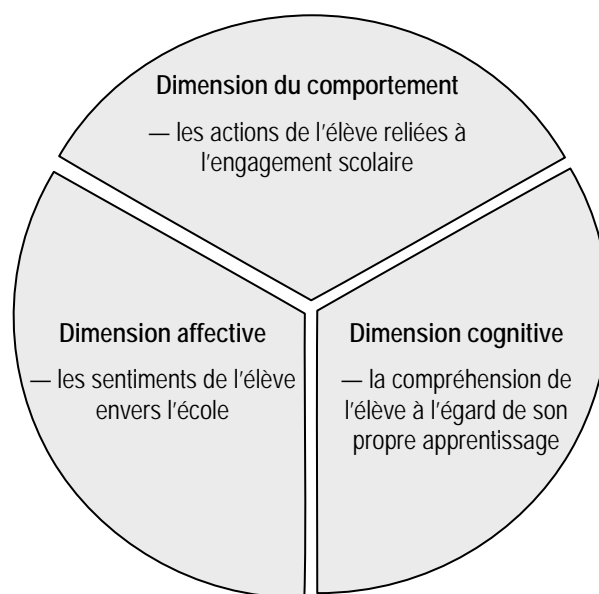 Dimension du comportement
— les actions de l'élève reliées à
l'engagement scolaire
Dimension affective
— les sentiments de l'élève
envers l'école
Dimension cognitive
— la compréhension de
l'élève à l'égard de son
propre apprentissage